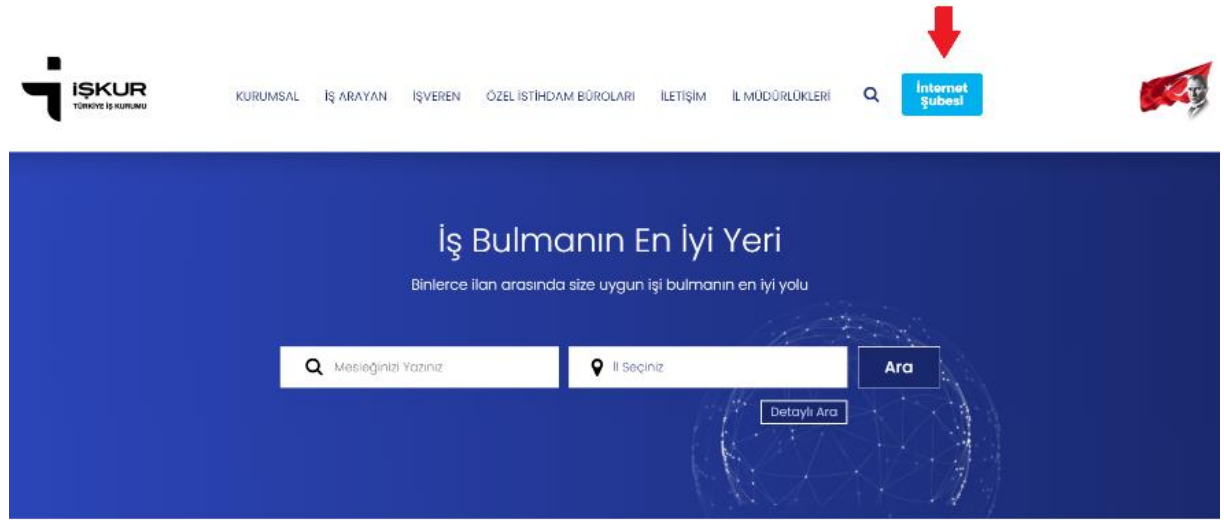 İŞKUR
TÜRKİYE İŞ KURUMU
KURUMSAL İŞ ARAYAN İŞVEREN ÖZEL İSTİHDAM BÜROLARI İLETİŞİM İL MÜDÜRLÜKLERİ
İnternet
Şubesi
İş Bulmanın En İyi Yeri
Binlerce ilan arasında size uygun işi bulmanın en iyi yolu
Mesleğinizi Yazınız
İl Seçiniz
Ara
Detaylı Ara